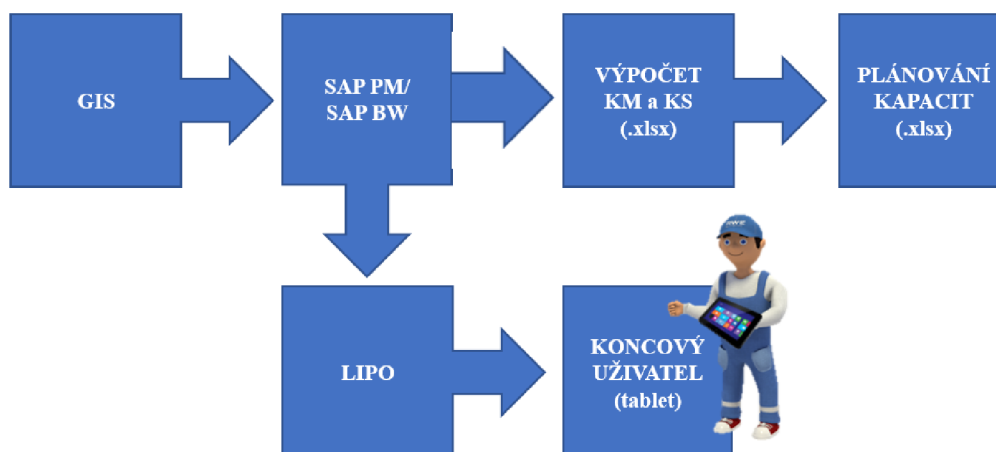 GIS
SAP PM/
SAP BW
VÝPOČET
KM a KS
(.xlsx)
PLÁNOVÁNÍ
KAPACIT
(.xlsx)
LIPO
KONCOVÝ
UŽIVATEL
(tablet)